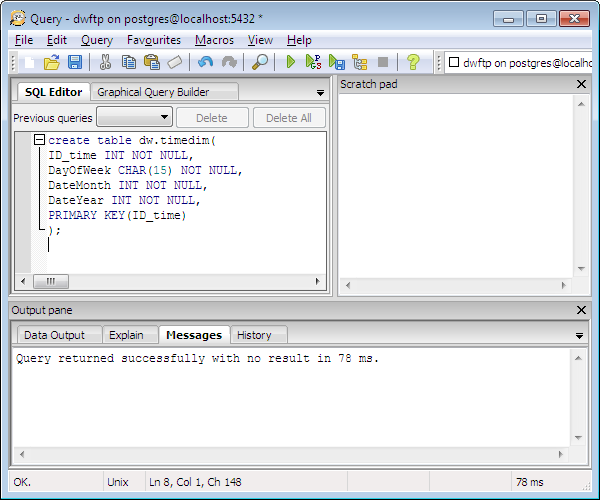 Query - dwftp on postgres@localhost:5432 *
File Edit Query Favourites Macros View Help
dwftp on postgres@localhc
SQL Editor Graphical Query Builder
Scratch pad
Previous queries Delete Delete All
create table dw.timedim(
ID_time INT NOT NULL,
DayOfWeek CHAR(15) NOT NULL,
DateMonth INT NOT NULL,
DateYear INT NOT NULL,
PRIMARY KEY(ID_time)
);
Output pane
Data Output Explain Messages History
Query returned successfully with no result in 78 ms.
OK. Unix Ln 8, Col 1, Ch 148 78 ms